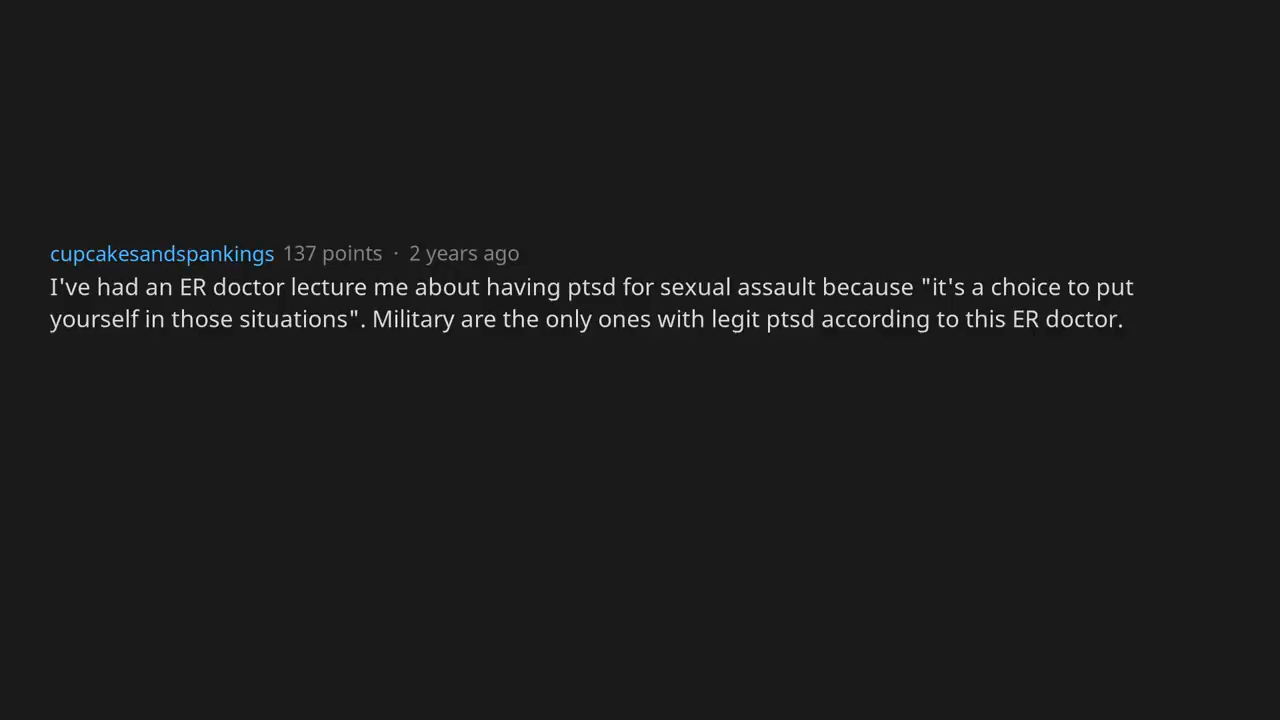 cupcakesandspankings 137 points · 2 years ago
I've had an ER doctor lecture me about having ptsd for sexual assault because "it's a choice to put
yourself in those situations". Military are the only ones with legit ptsd according to this ER doctor.